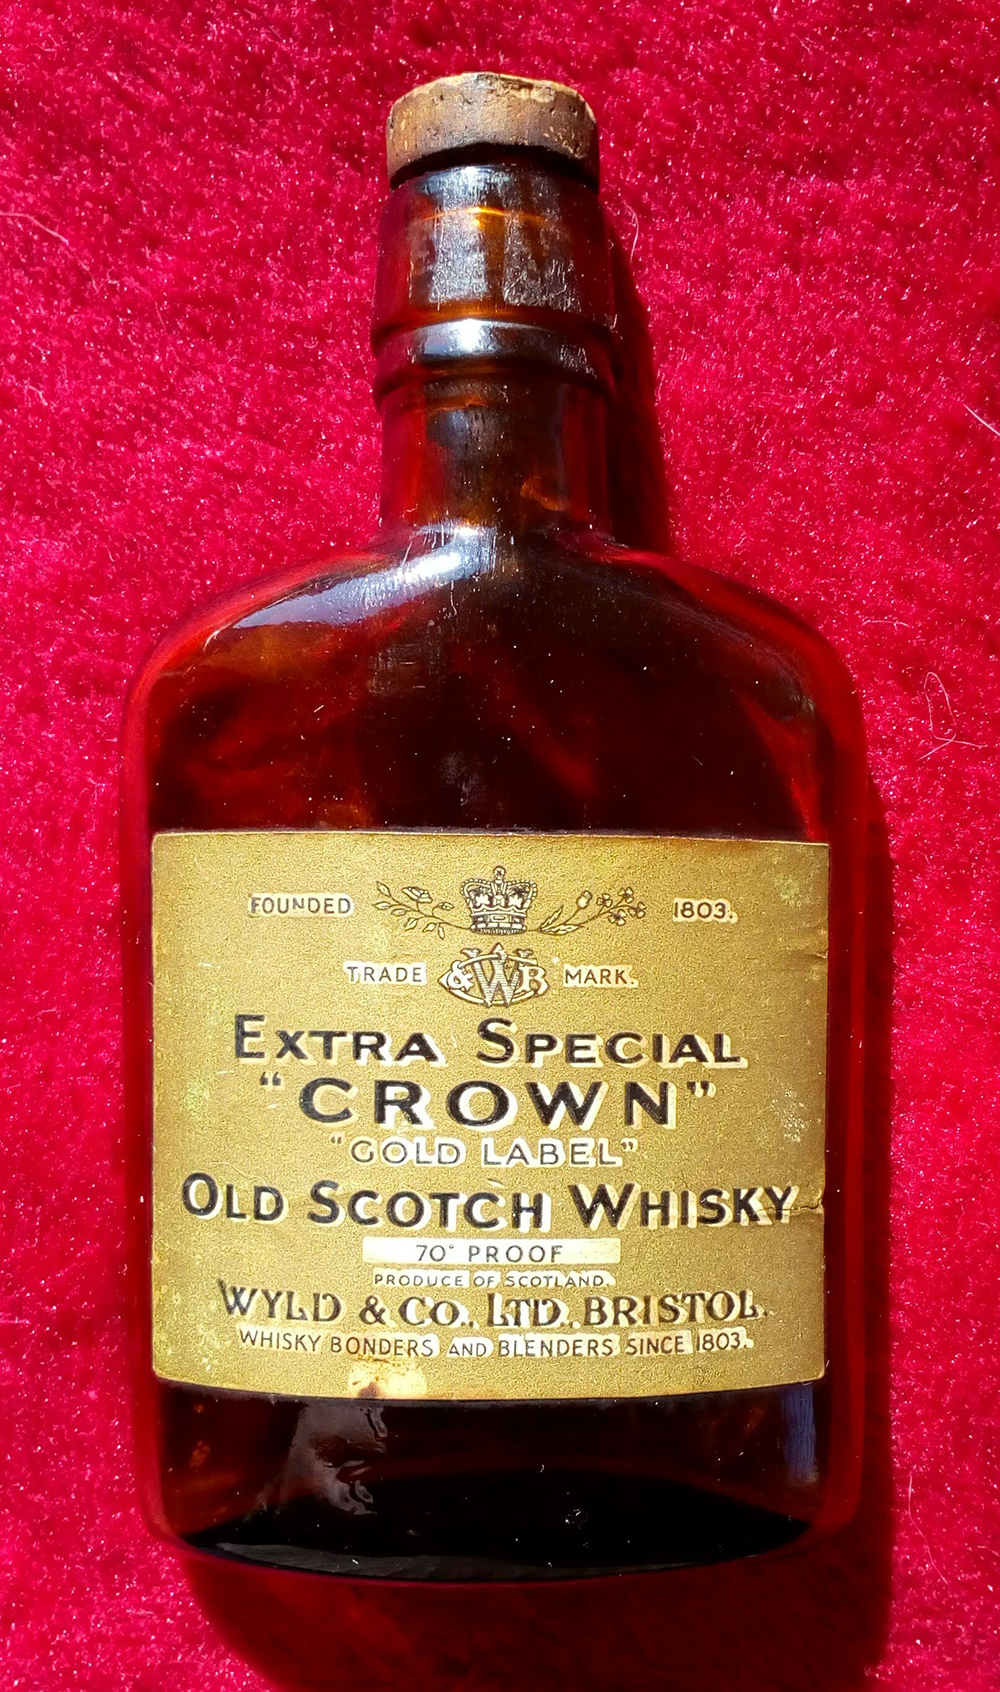 FOUNDED 1803.
TRADE &WB MARK.
EXTRA SPECIAL
"CROWN"
"GOLD LABEL"
OLD SCOTCH WHISKY
70° PROOF
PRODUCE OF SCOTLAND.
WYLD & CO., LTD., BRISTOL.
WHISKY BONDERS AND BLENDERS SINCE 1803.